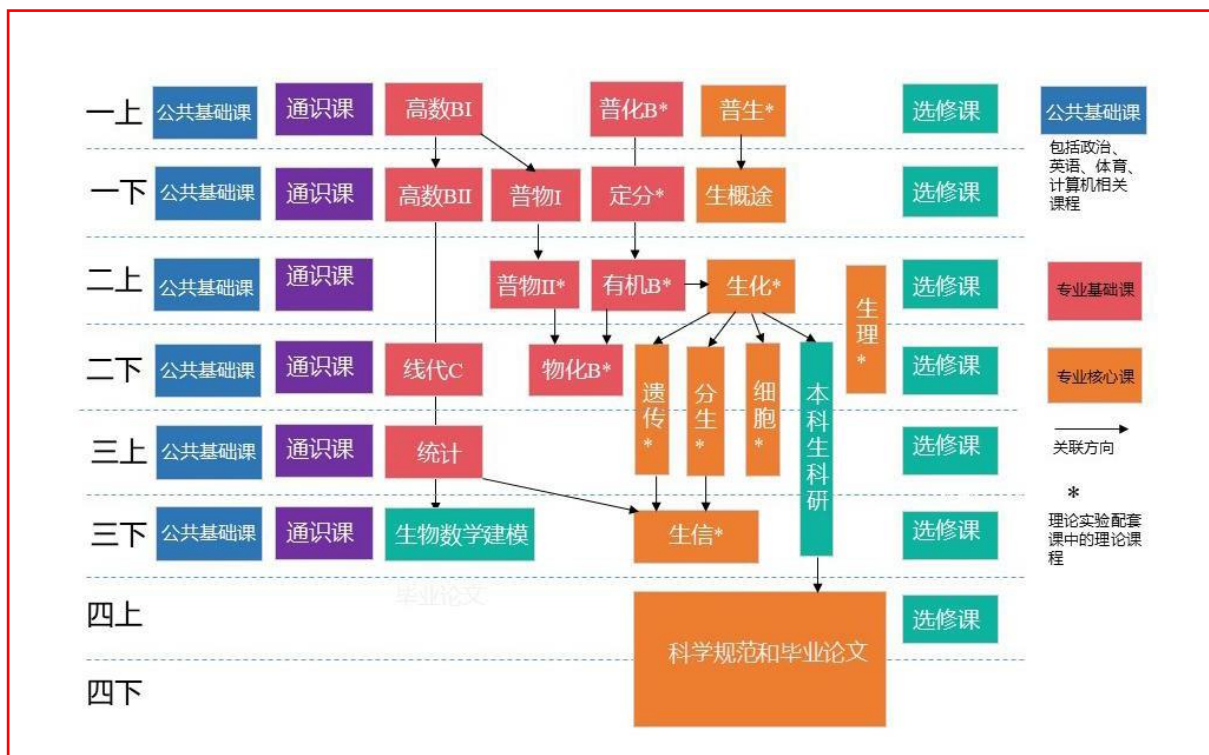 一上
公共基础课
通识课
高数BI
普化B*
普生*
选修课
公共基础课
包括政治、
英语、体育、
计算机相关
课程
一下
公共基础课
通识课
高数BII
普物I
定分*
生概途
选修课
二上
公共基础课
通识课
普物II*
有机B*
生化*
生理*
选修课
专业基础课
二下
公共基础课
通识课
线代C
物化B*
遗传*
分生*
细胞*
本科生科研
选修课
专业核心课
三上
公共基础课
通识课
统计
选修课
关联方向
三下
公共基础课
通识课
生物数学建模
生信*
选修课
*
理论实验配套
课中的理论课
程
毕业论文
四上
科学规范和毕业论文
选修课
四下